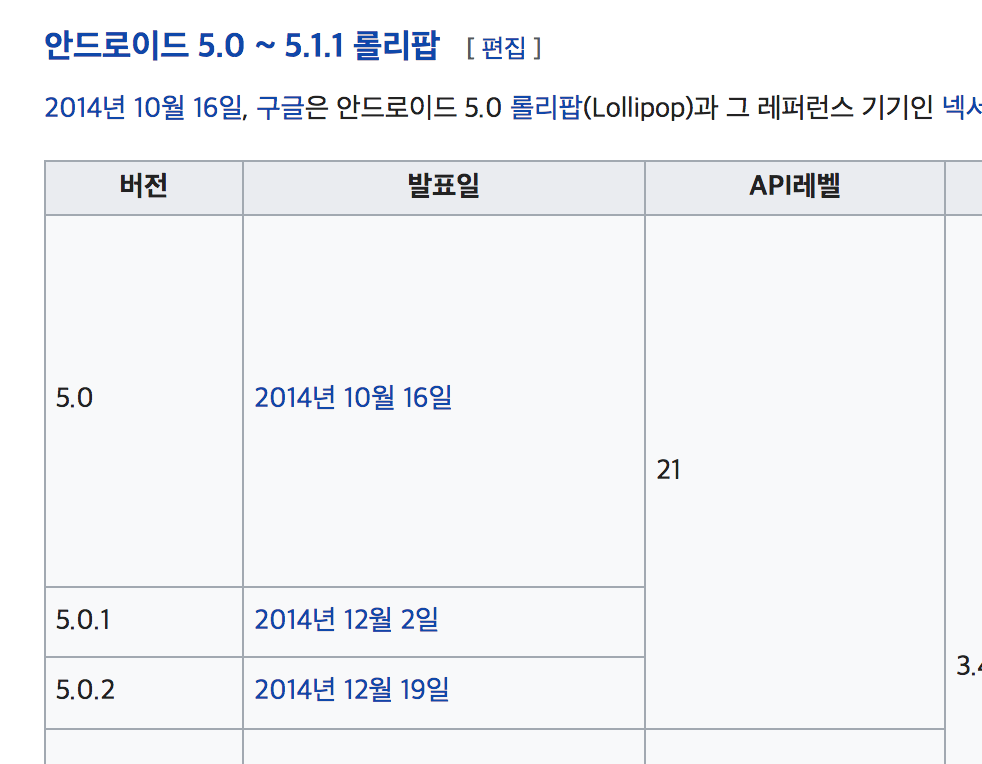 안드로이드 5.0 ~ 5.1.1 롤리팝 [ 편집 ]
2014년 10월 16일, 구글은 안드로이드 5.0 롤리팝(Lollipop)과 그 레퍼런스 기기인
버전 발표일 API레벨
5.0 2014년 10월 16일 21
5.0.1 2014년 12월 2일
5.0.2 2014년 12월 19일